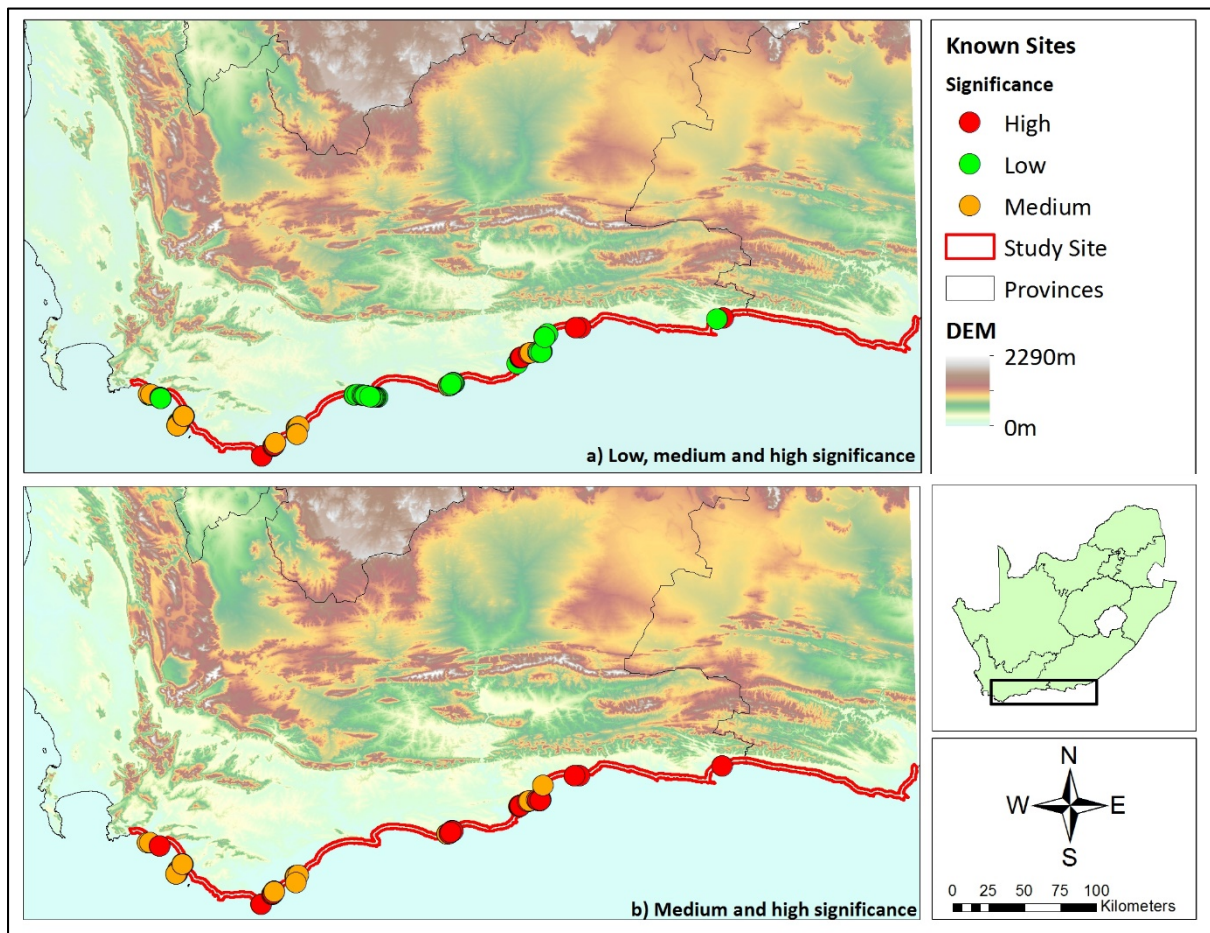 Known Sites
Significance
High
Low
Medium
Study Site
Provinces
DEM
2290m
0m
a) Low, medium and high significance
b) Medium and high significance
N
W E
S
0 25 50 75 100
Kilometers